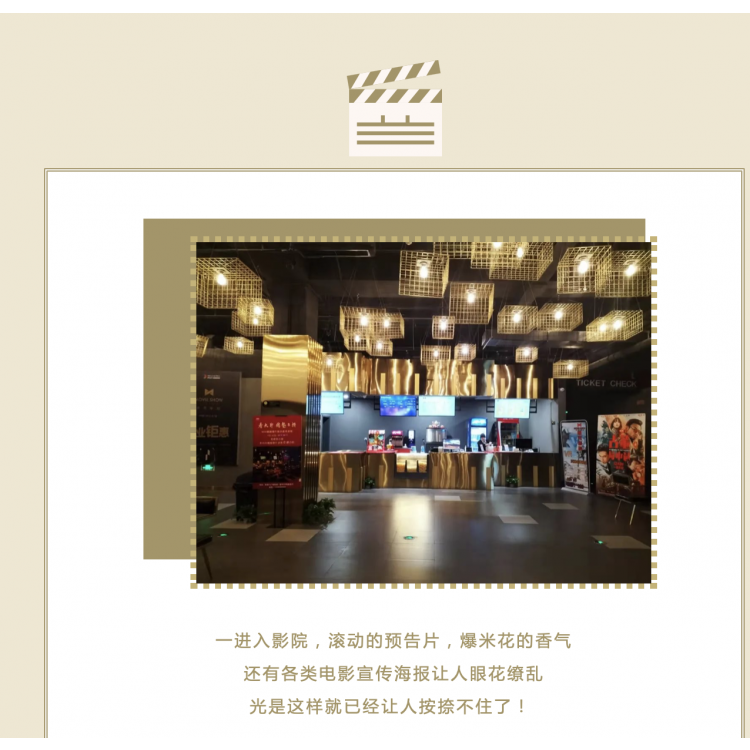 TICKET CHECK
一进入影院，滚动的预告片，爆米花的香气
还有各类电影宣传海报让人眼花缭乱
光是这样就已经让人按捺不住了！